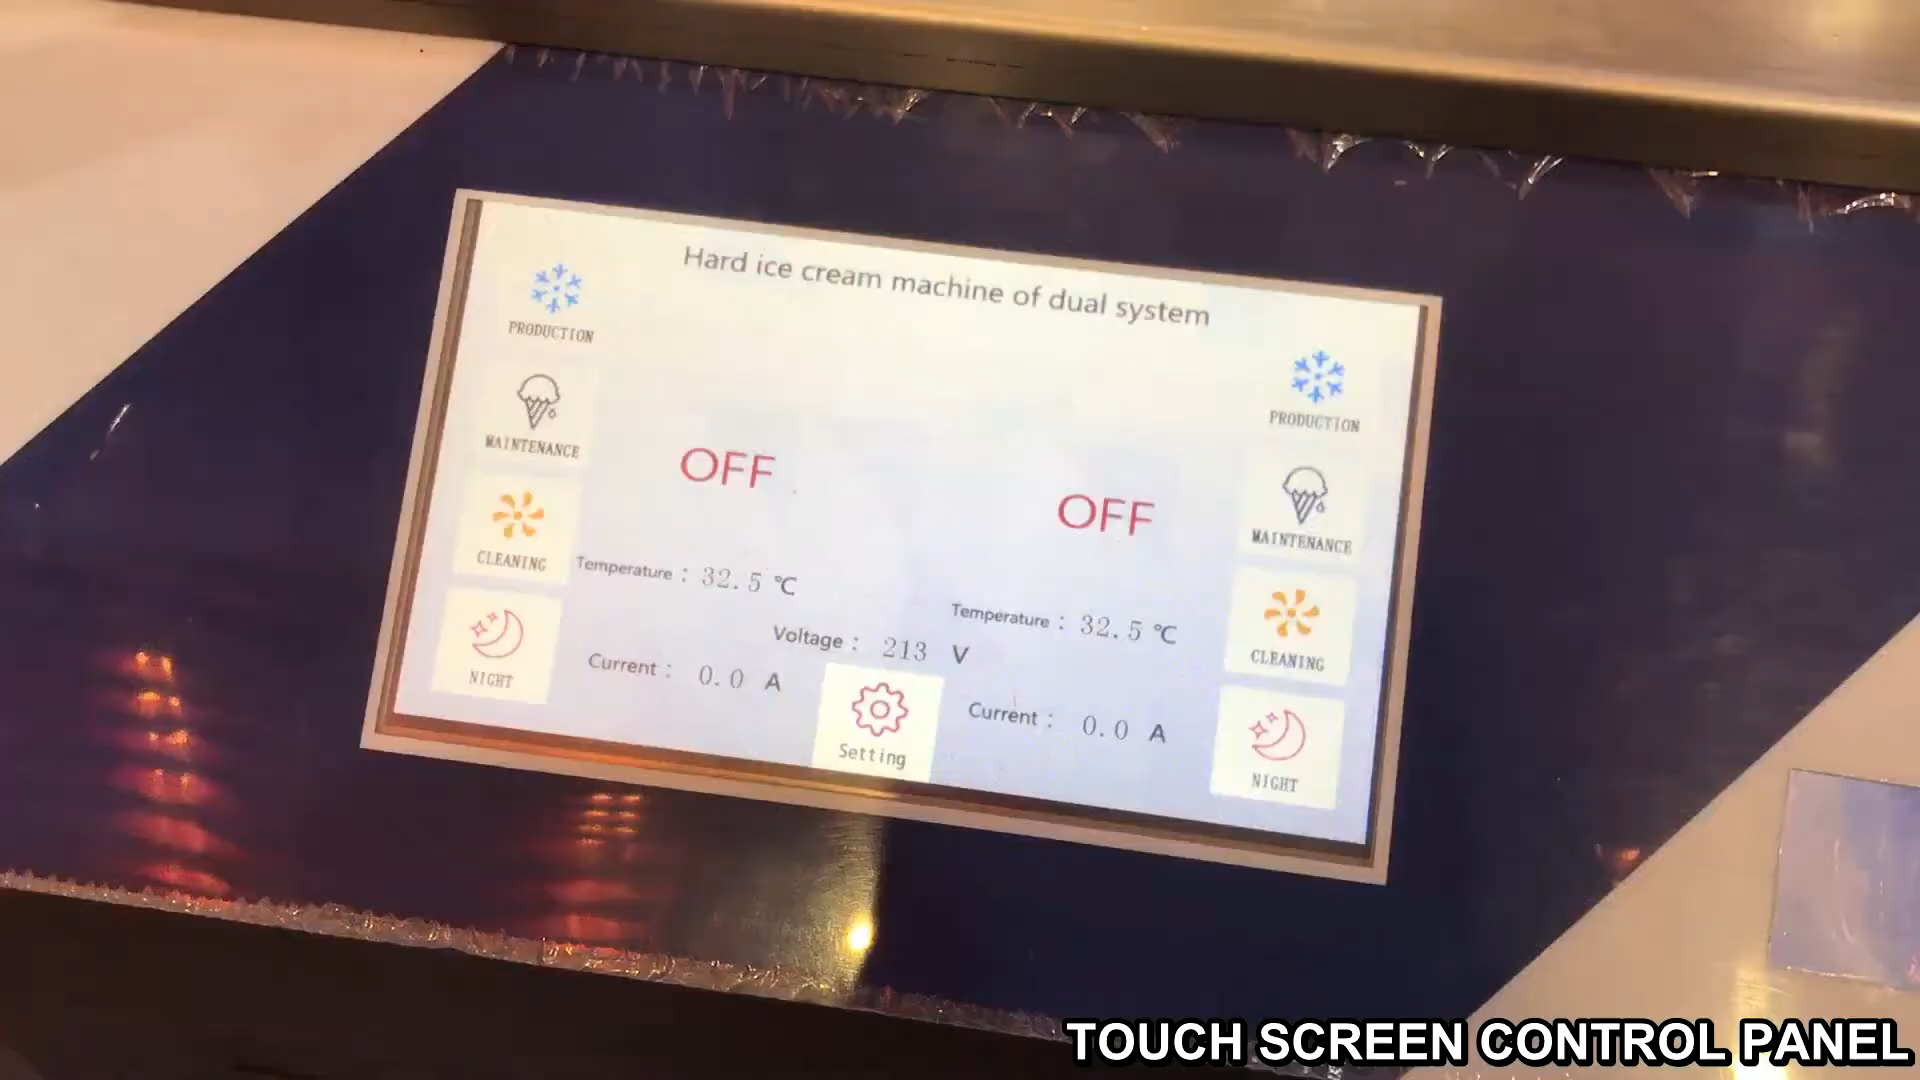 Hard ice cream machine of dual system
PRODUCTION
MAINTENANCE
CLEANING
NIGHT
OFF
Temperature : 32.5 ℃
Current : 0.0 A
Voltage : 213 V
Setting
OFF
Temperature : 32.5 ℃
Current : 0.0 A
PRODUCTION
MAINTENANCE
CLEANING
NIGHT
TOUCH SCREEN CONTROL PANEL